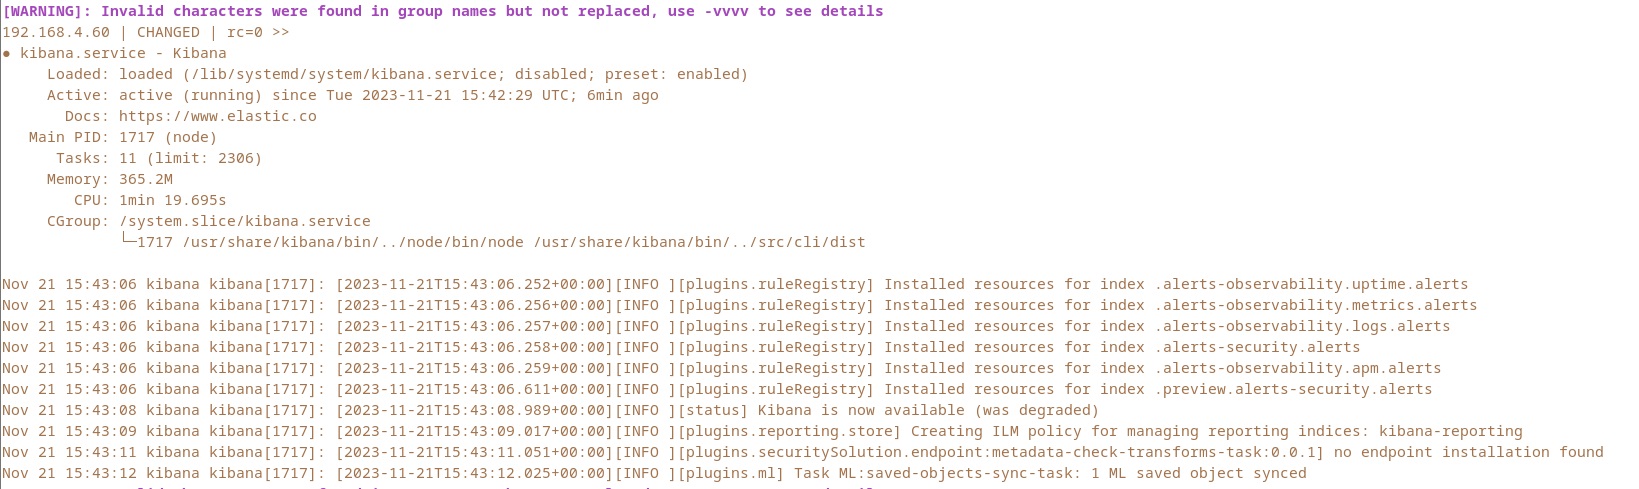 [WARNING]: Invalid characters were found in group names but not replaced, use -vvvv to see details
192.168.4.60 | CHANGED | rc=0 >>
● kibana.service - Kibana
     Loaded: loaded (/lib/systemd/system/kibana.service; disabled; preset: enabled)
     Active: active (running) since Tue 2023-11-21 15:42:29 UTC; 6min ago
       Docs: https://www.elastic.co
   Main PID: 1717 (node)
      Tasks: 11 (limit: 2306)
     Memory: 365.2M
        CPU: 1min 19.695s
     CGroup: /system.slice/kibana.service
             └─1717 /usr/share/kibana/bin/../node/bin/node /usr/share/kibana/bin/../src/cli/dist
Nov 21 15:43:06 kibana kibana[1717]: [2023-11-21T15:43:06.252+00:00][INFO ][plugins.ruleRegistry] Installed resources for index .alerts-observability.uptime.alerts
Nov 21 15:43:06 kibana kibana[1717]: [2023-11-21T15:43:06.256+00:00][INFO ][plugins.ruleRegistry] Installed resources for index .alerts-observability.metrics.alerts
Nov 21 15:43:06 kibana kibana[1717]: [2023-11-21T15:43:06.257+00:00][INFO ][plugins.ruleRegistry] Installed resources for index .alerts-observability.logs.alerts
Nov 21 15:43:06 kibana kibana[1717]: [2023-11-21T15:43:06.258+00:00][INFO ][plugins.ruleRegistry] Installed resources for index .alerts-security.alerts
Nov 21 15:43:06 kibana kibana[1717]: [2023-11-21T15:43:06.259+00:00][INFO ][plugins.ruleRegistry] Installed resources for index .alerts-observability.apm.alerts
Nov 21 15:43:06 kibana kibana[1717]: [2023-11-21T15:43:06.611+00:00][INFO ][plugins.ruleRegistry] Installed resources for index .preview.alerts-security.alerts
Nov 21 15:43:08 kibana kibana[1717]: [2023-11-21T15:43:08.989+00:00][INFO ][status] Kibana is now available (was degraded)
Nov 21 15:43:09 kibana kibana[1717]: [2023-11-21T15:43:09.017+00:00][INFO ][plugins.reporting.store] Creating ILM policy for managing reporting indices: kibana-reporting
Nov 21 15:43:11 kibana kibana[1717]: [2023-11-21T15:43:11.051+00:00][INFO ][plugins.securitySolution.endpoint:metadata-check-transforms-task:0.0.1] no endpoint installation found
Nov 21 15:43:12 kibana kibana[1717]: [2023-11-21T15:43:12.025+00:00][INFO ][plugins.ml] Task ML:saved-objects-sync-task: 1 ML saved object synced